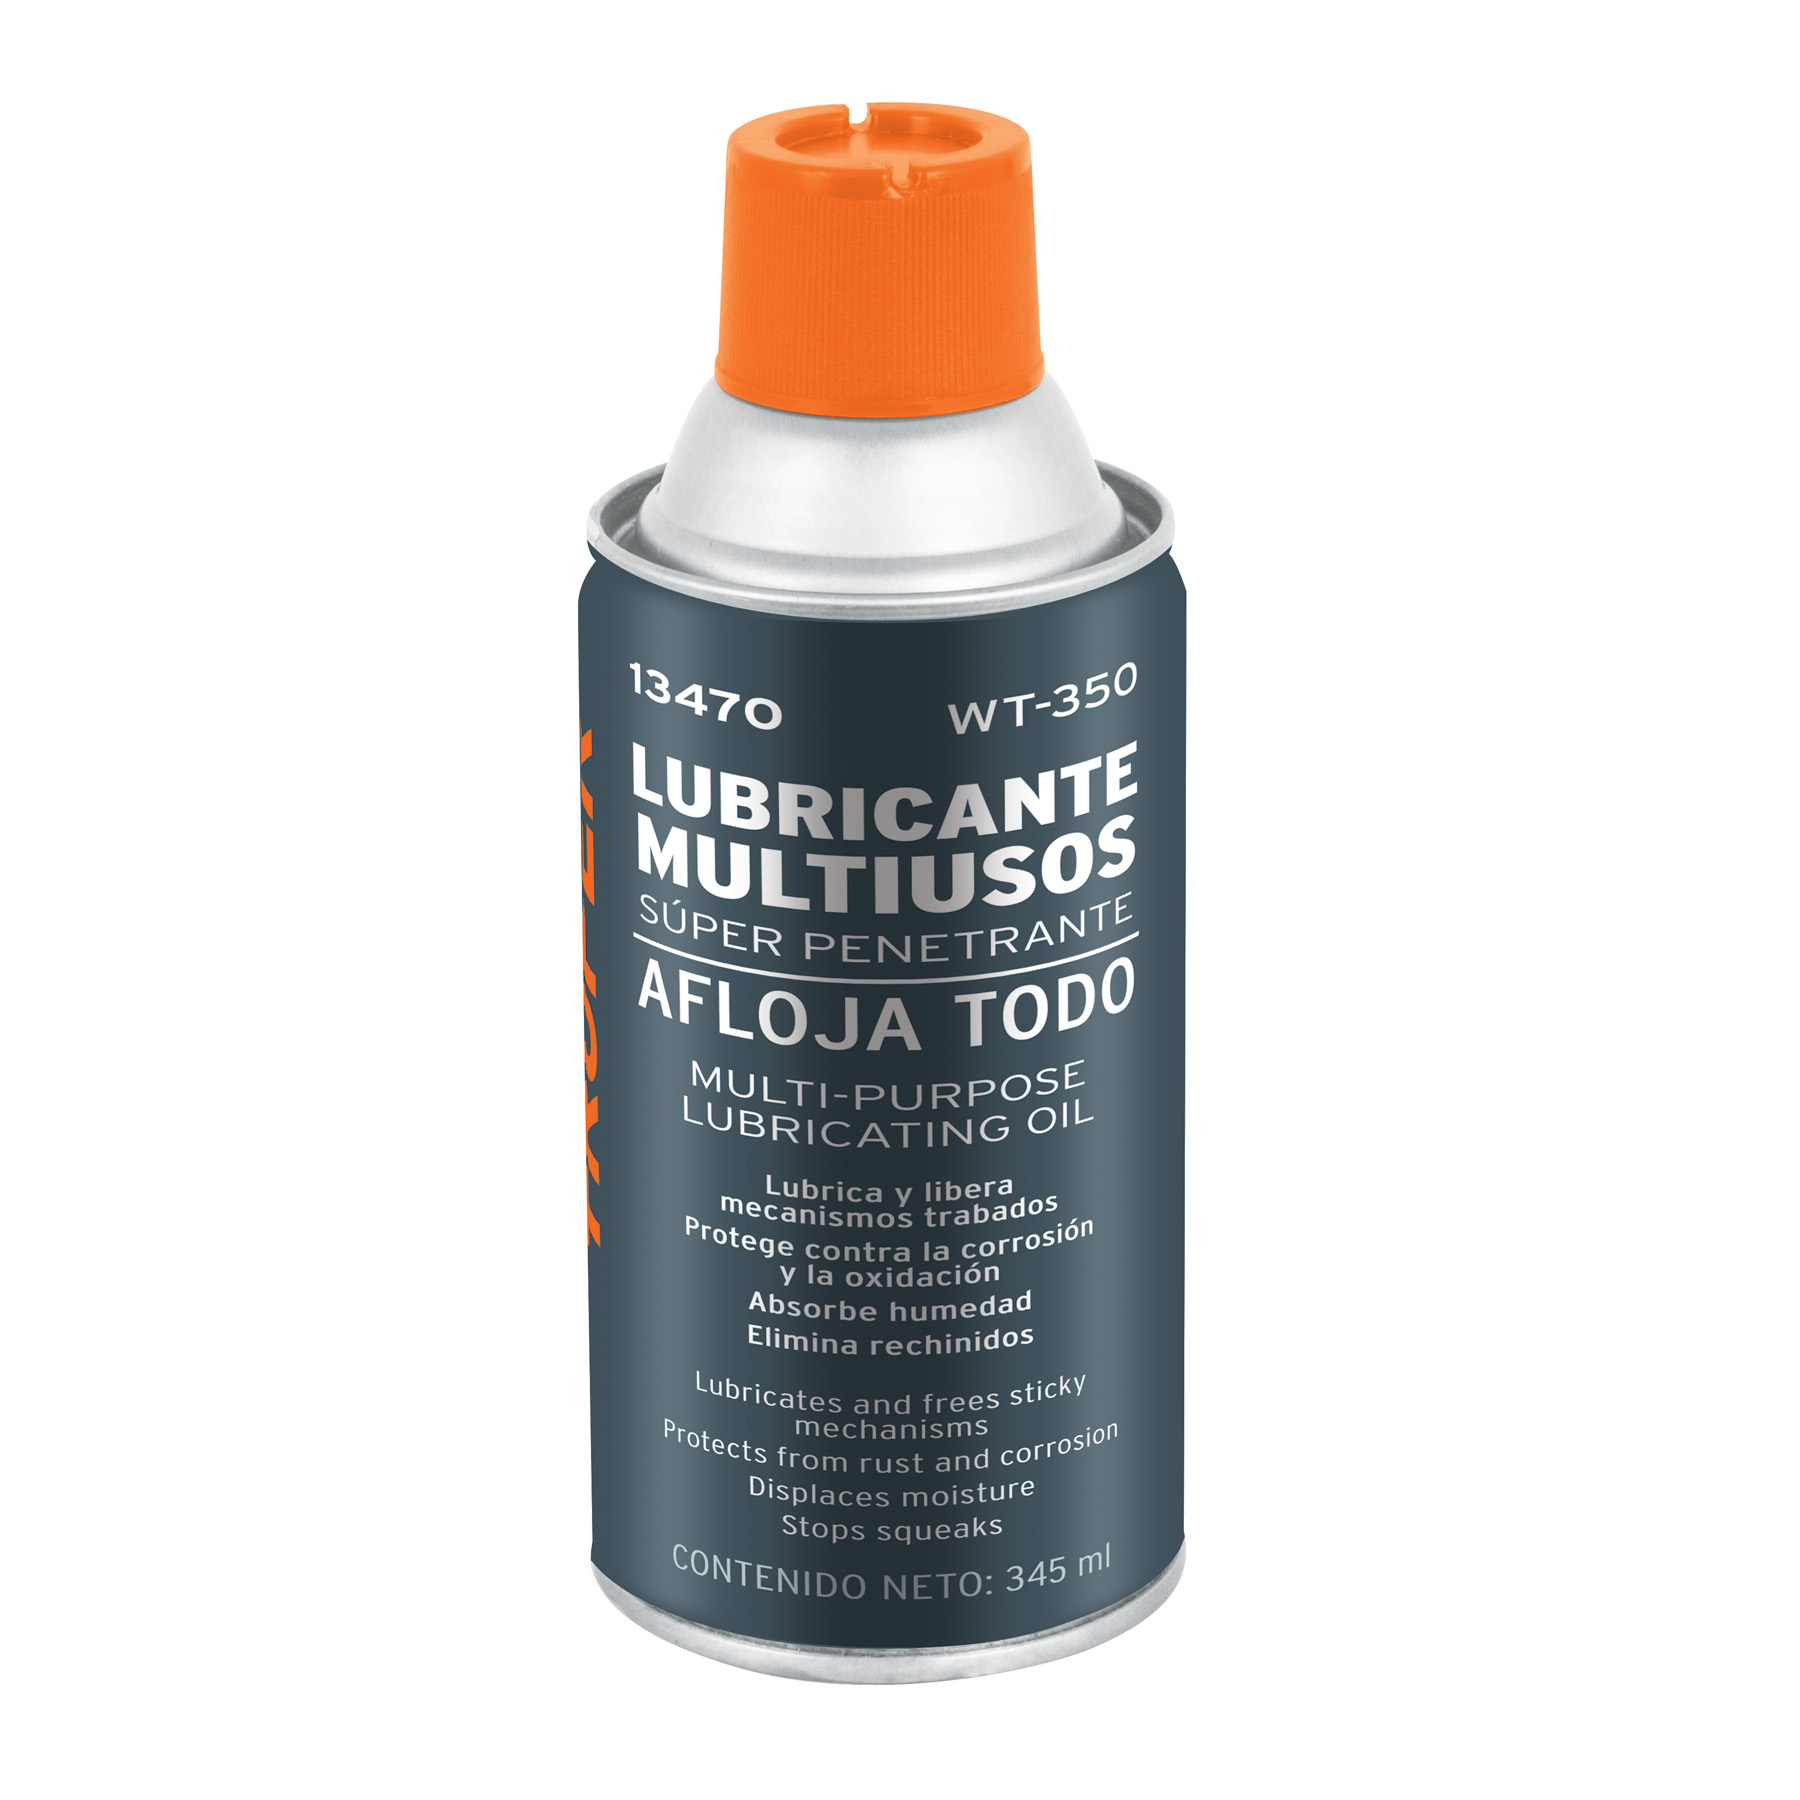 13470
WT-350
LUBRICANTE
MULTIUSOS
SÚPER PENETRANTE
AFLOJA TODO
MULTI-PURPOSE
LUBRICATING OIL
Lubrica y libera
mecanismos trabados
Protege contra la corrosión
y la oxidación
Absorbe humedad
Elimina rechinidos
Lubricates and frees sticky
mechanisms
Protects from rust and corrosion
Displaces moisture
Stops squeaks
CONTENIDO NETO: 345 ml